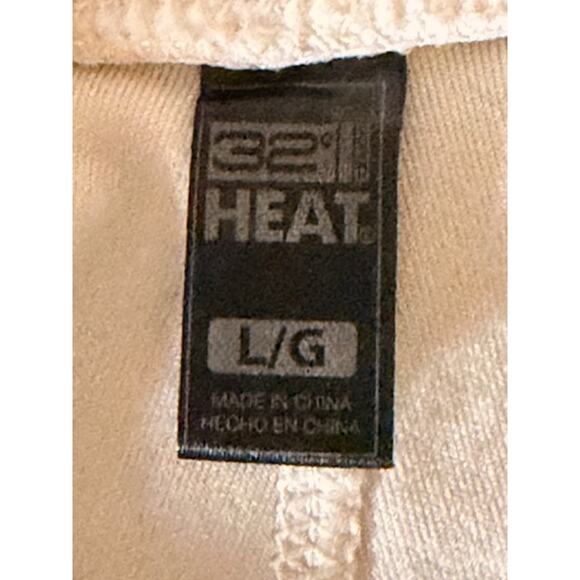 32°
HEAT®
L/G
MADE IN CHINA
HECHO EN CHINA